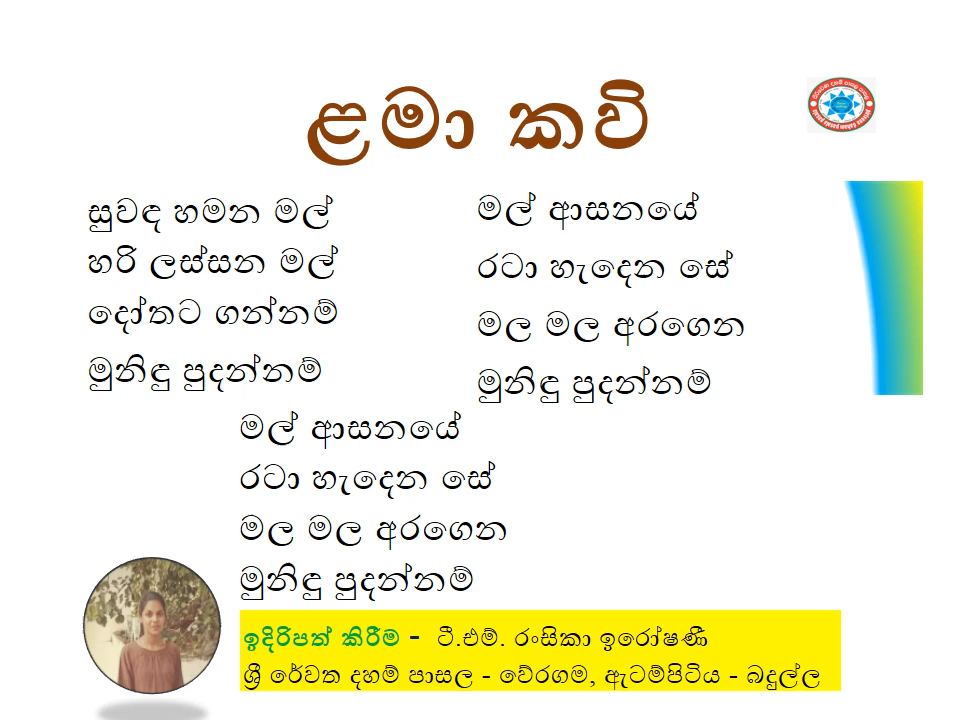 ළමා කවි
සුවඳ හමන මල්
හරි ලස්සන මල්
දෝතට ගන්නම්
මුනිඳු පුදන්නම්
මල් ආසනයේ
රටා හැදෙන සේ
මල මල අරගෙන
මුනිඳු පුදන්නම්
මල් ආසනයේ
රටා හැදෙන සේ
මල මල අරගෙන
මුනිඳු පුදන්නම්
ඉදිරිපත් කිරීම - ටී.එම්. රංසිකා ඉරෝෂණී
ශ්‍රී රේවත දහම් පාසල - වේරගම, ඇටම්පිටිය - බදුල්ල